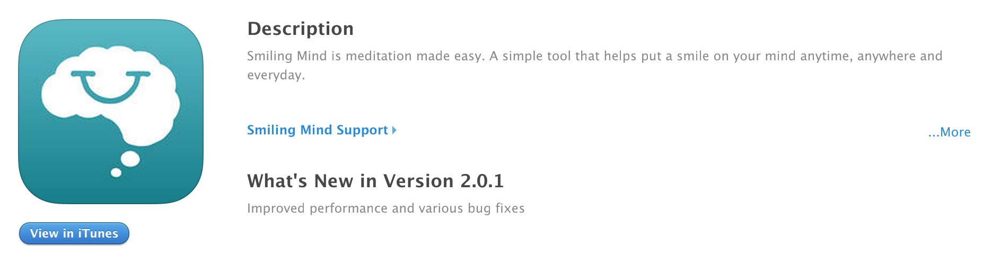 Description
Smiling Mind is meditation made easy. A simple tool that helps put a smile on your mind anytime, anywhere and
everyday.
Smiling Mind Support
...More
What's New in Version 2.0.1
Improved performance and various bug fixes
View in iTunes